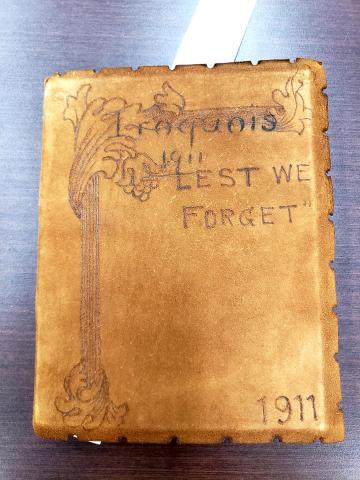 Iroquois
1911
"LEST WE
FORGET"
1911